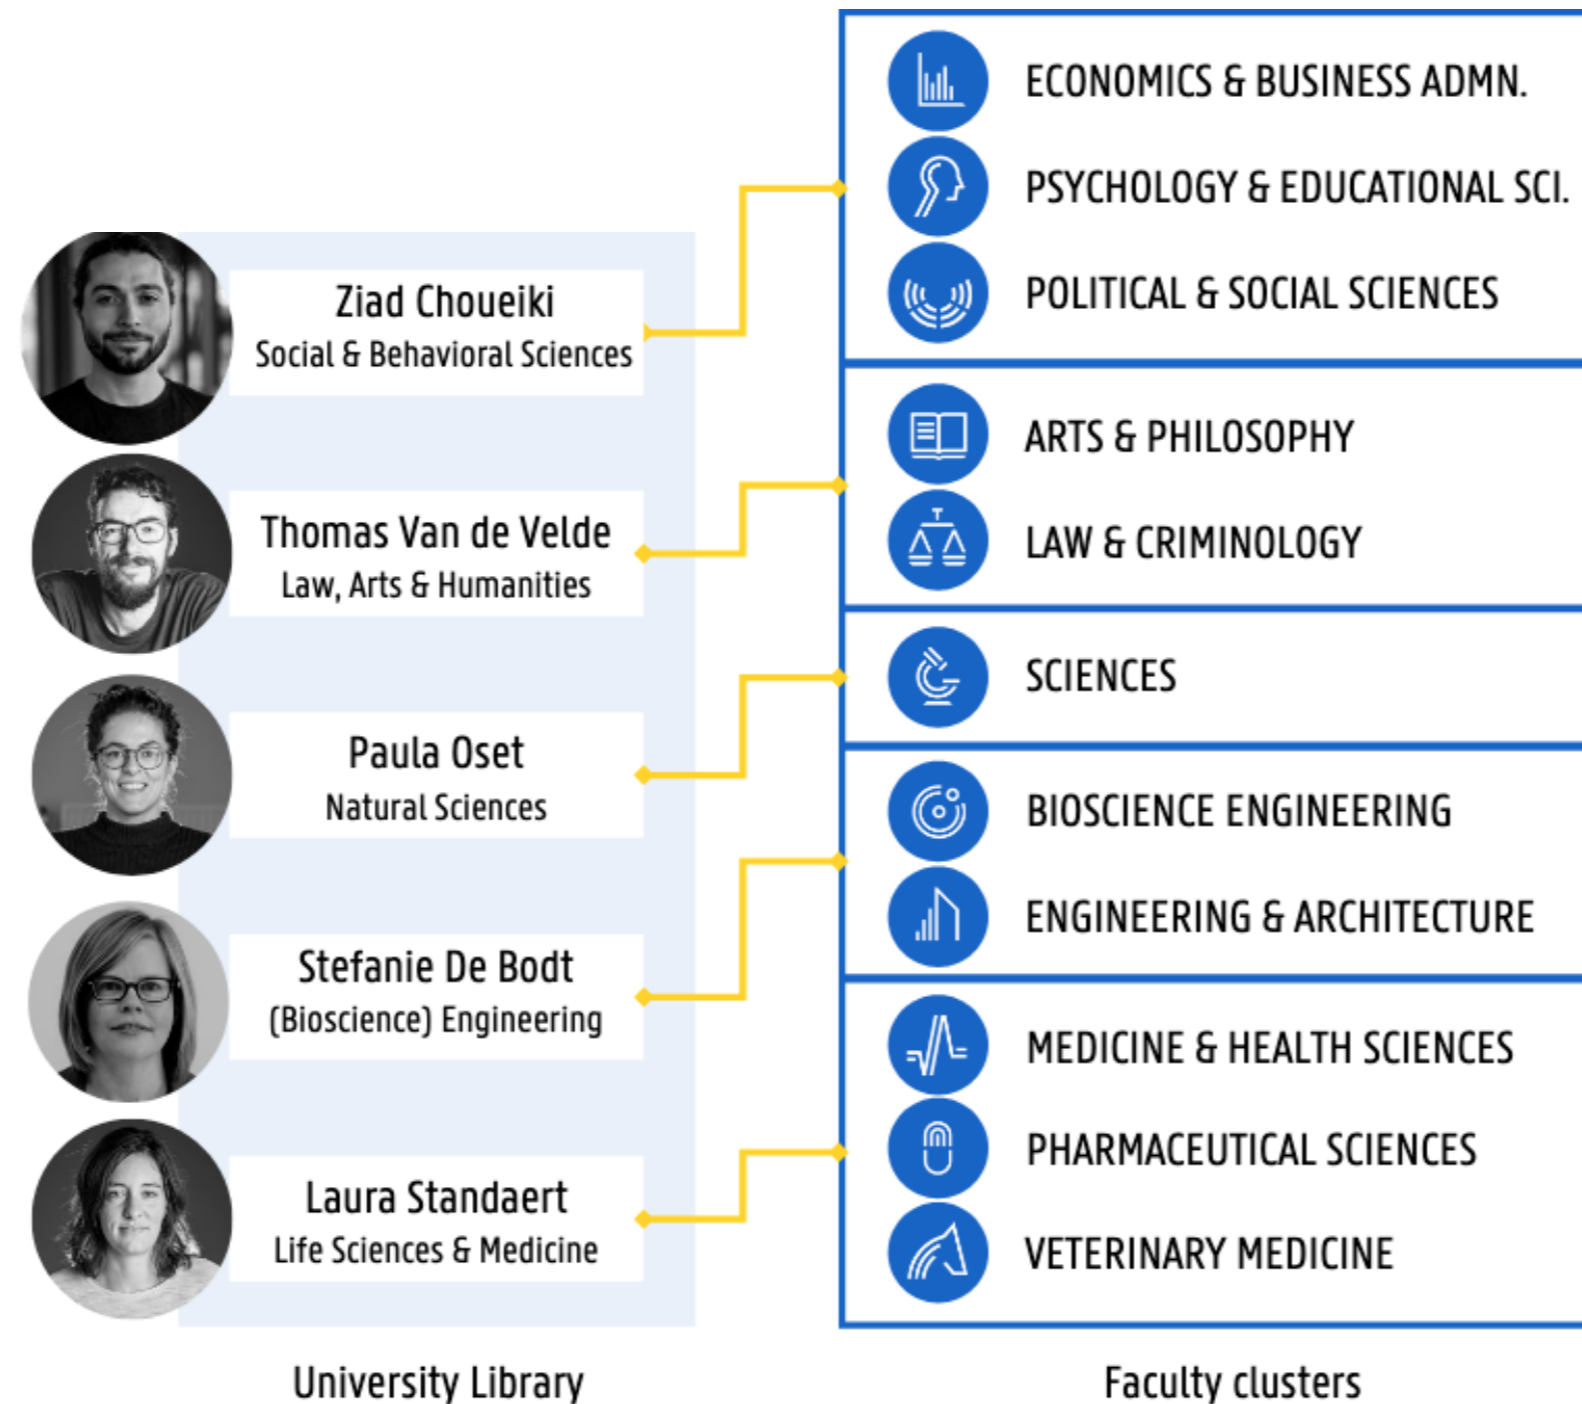 Ziad Choueiki
Social & Behavioral Sciences
Thomas Van de Velde
Law, Arts & Humanities
Paula Oset
Natural Sciences
Stefanie De Bodt
(Bioscience) Engineering
Laura Standaert
Life Sciences & Medicine
University Library
ECONOMICS & BUSINESS ADMN.
PSYCHOLOGY & EDUCATIONAL SCI.
POLITICAL & SOCIAL SCIENCES
ARTS & PHILOSOPHY
LAW & CRIMINOLOGY
SCIENCES
BIOSCIENCE ENGINEERING
ENGINEERING & ARCHITECTURE
MEDICINE & HEALTH SCIENCES
PHARMACEUTICAL SCIENCES
VETERINARY MEDICINE
Faculty clusters